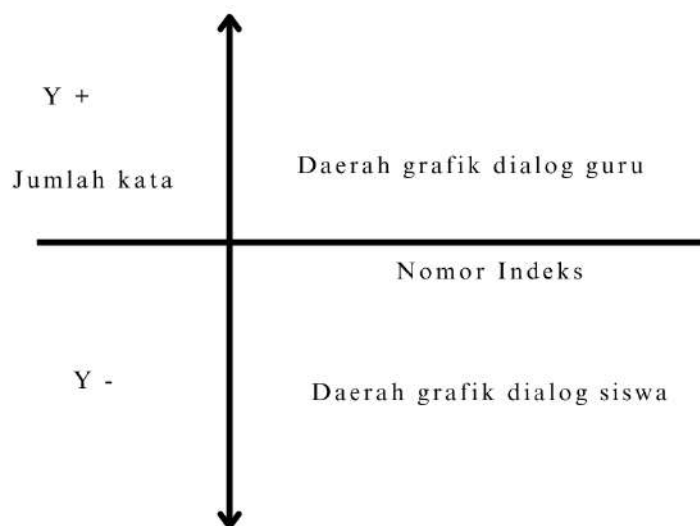 Y +
Jumlah kata
Daerah grafik dialog guru
Nomor Indeks
Y -
Daerah grafik dialog siswa